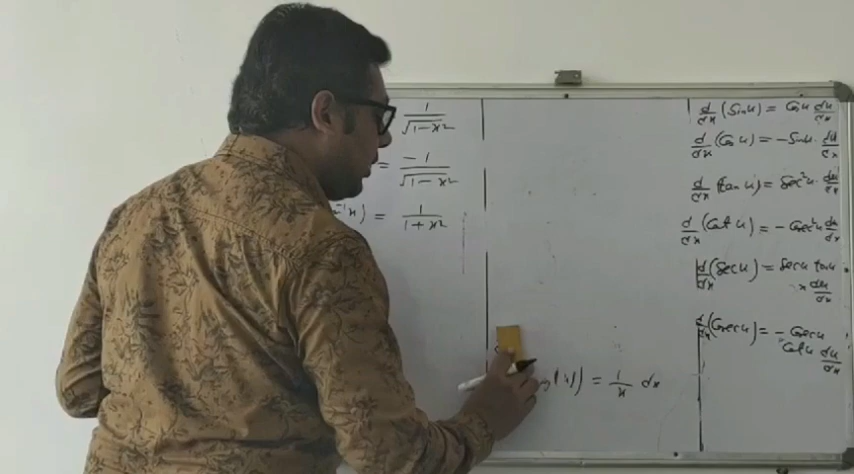 1/√(1-x²)
= -1/√(1-x²)
⁻¹x) = 1/(1+x²)
(x)) = 1/x dx
d/dx (Sin u) = Cos u du/dx
d/dx (Cos u) = -Sin u. du/dx
d/dx (tan u) = Sec²u. du/dx
d/dx (Cot u) = - Cosec²u du/dx
d/dx (Sec u) = Sec u tan u
x du/dx
d/dx (Cosec u) = - Cosec u
Cot u du/dx